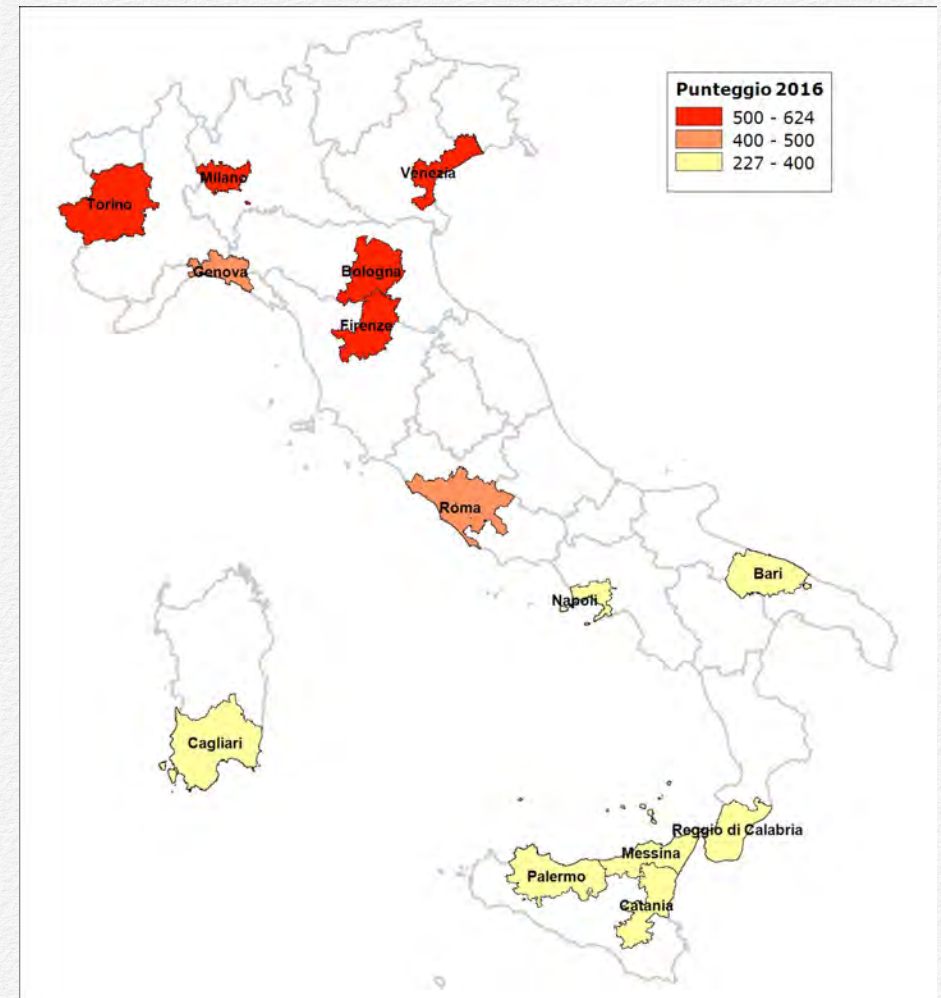 Punteggio 2016
500 - 624
400 - 500
227 - 400
Venezia
Milano
Torino
Genova
Bologna
Firenze
Roma
Bari
Napoli
Cagliari
Reggio di Calabria
Messina
Palermo
Catania